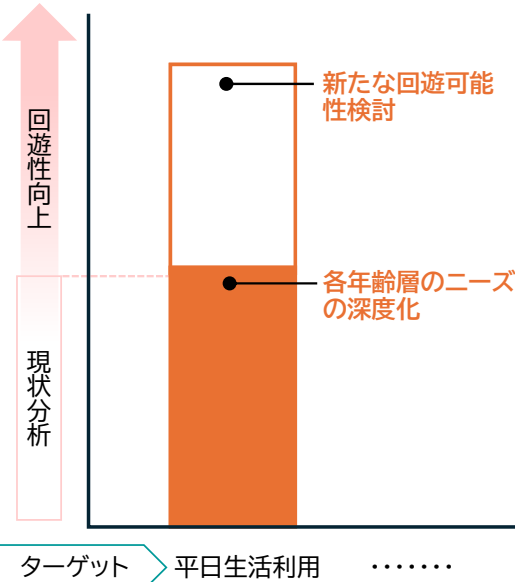 新たな回遊可能
性検討
回遊性向上
各年齢層のニーズ
の深度化
現状分析
ターゲット
平日生活利用
・・・・・・・